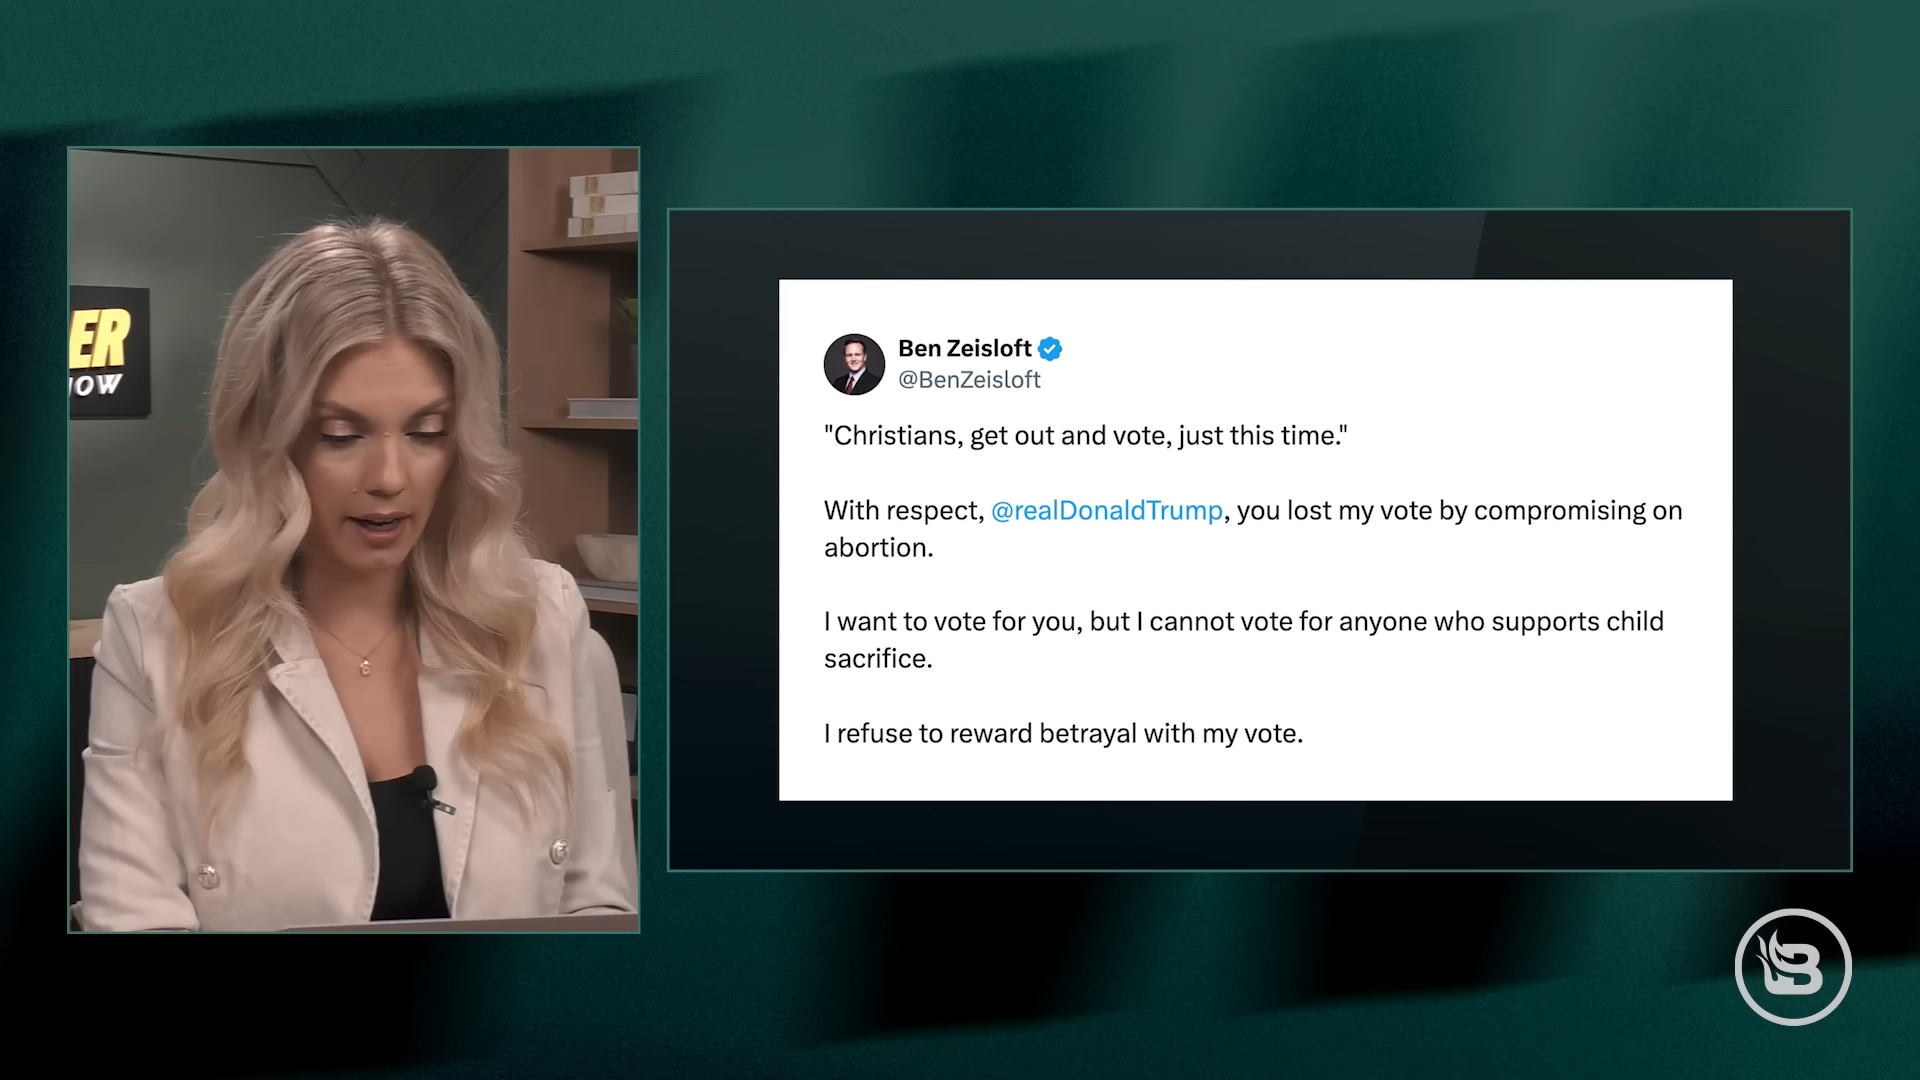 ER
OW
Ben Zeisloft
@BenZeisloft
"Christians, get out and vote, just this time."
With respect, @realDonaldTrump, you lost my vote by compromising on
abortion.
I want to vote for you, but I cannot vote for anyone who supports child
sacrifice.
I refuse to reward betrayal with my vote.
B